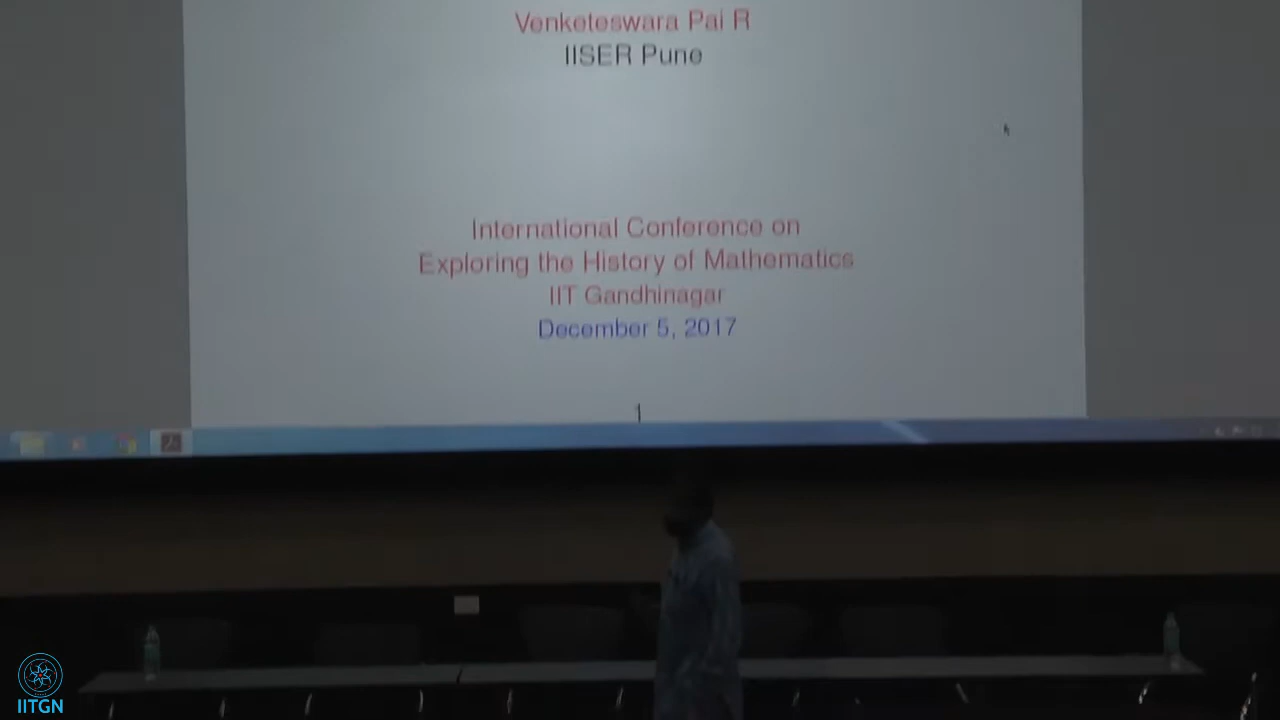 Venketeswara Pai R
IISER Pune
International Conference on
Exploring the History of Mathematics
IIT Gandhinagar
December 5, 2017
1
IITGN